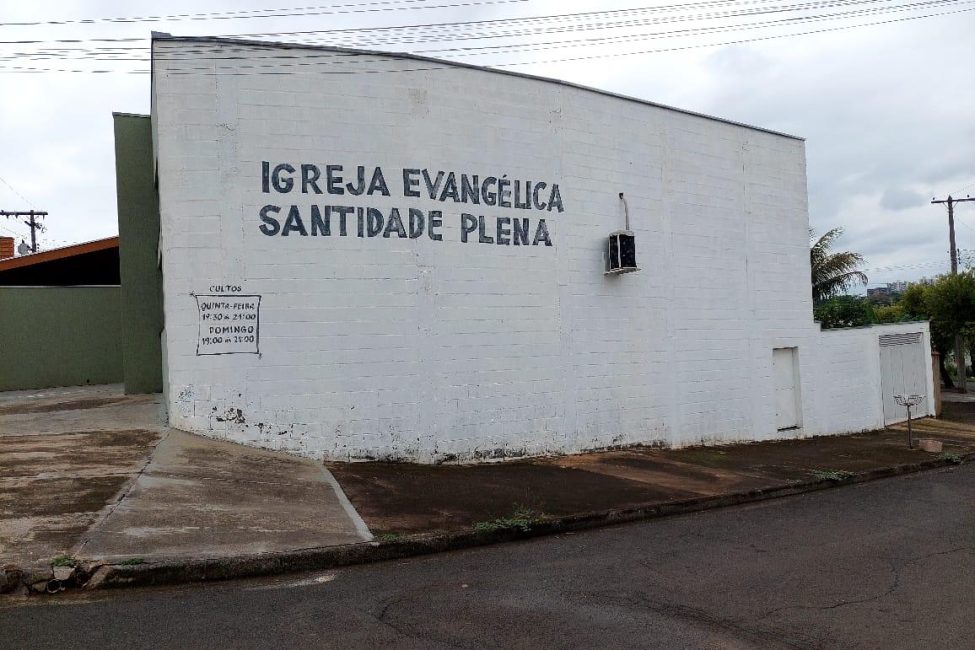 IGREJA EVANGÉLICA
SANTIDADE PLENA
CULTOS
QUINTA-FEIRA
19:30 às 21:00
DOMINGO
19:00 às 21:00